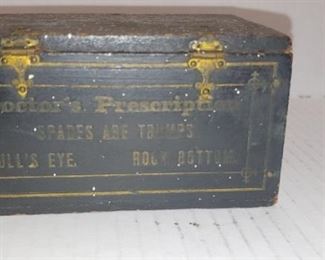 octor's Prescription
SPADES ARE TRUMPS
ULL'S EYE. ROCK BOTTOM.